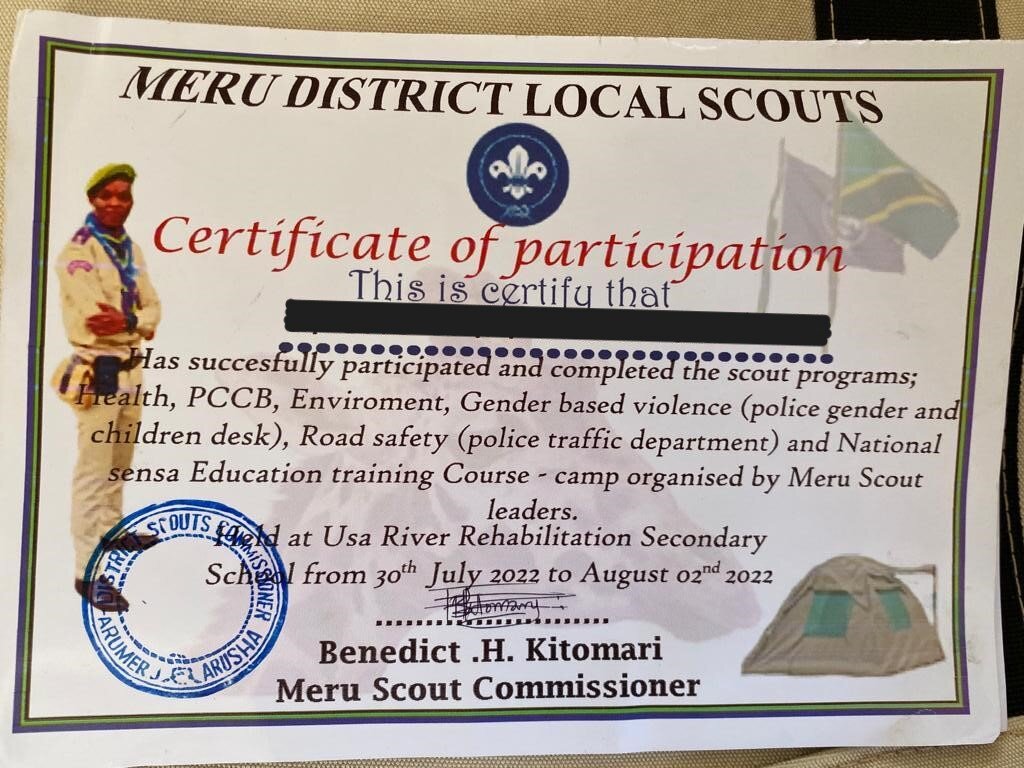 MERU DISTRICT LOCAL SCOUTS
Certificate of participation
This is certify that
Has succesfully participated and completed the scout programs;
Health, PCCB, Enviroment, Gender based violence (police gender and
children desk), Road safety (police traffic department) and National
sensa Education training Course - camp organised by Meru Scout
leaders.
Held at Usa River Rehabilitation Secondary
School from 30th July 2022 to August 02nd 2022
Benedict .H. Kitomari
Meru Scout Commissioner
DISTRICT SCOUTS COMMISSIONER
ARUSHA